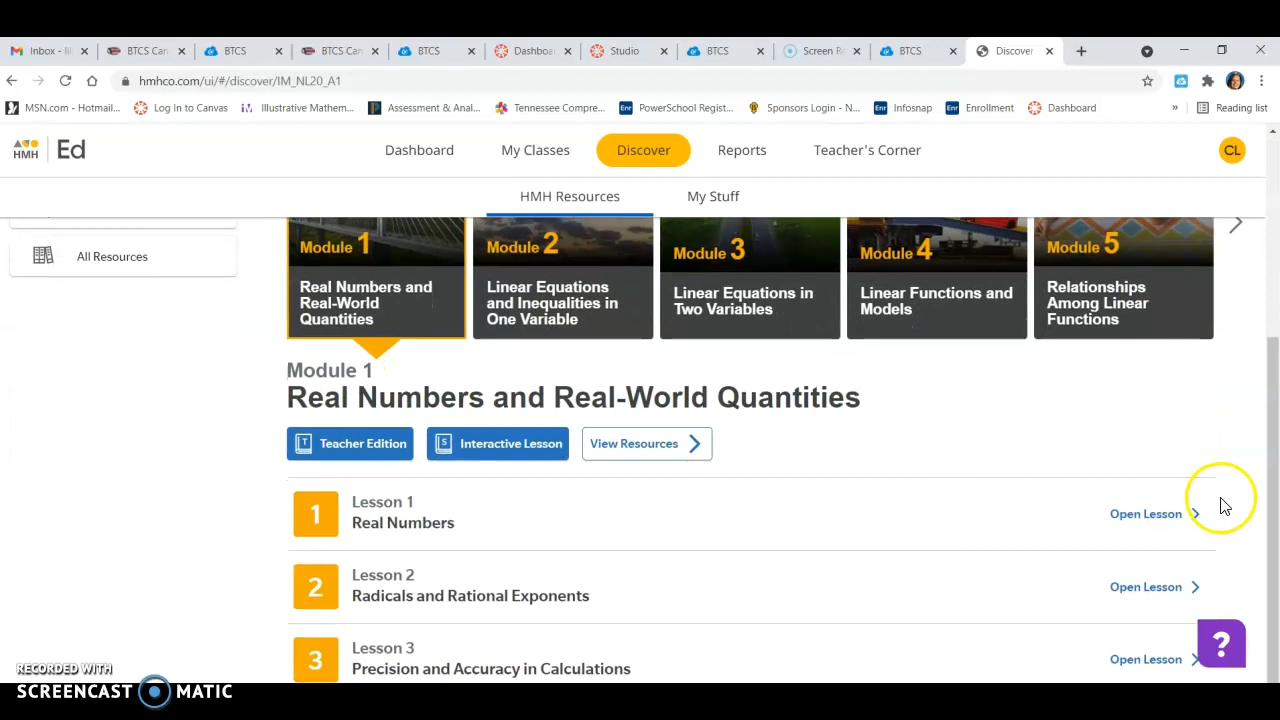 Inbox - lil
BTCS Can
BTCS
BTCS Can
BTCS
Dashboa
Studio
BTCS
Screen Re
BTCS
Discover
hmhco.com/ui/#/discover/IM_NL20_A1
MSN.com - Hotmail...
Log In to Canvas
Illustrative Mathem...
Assessment & Anal...
Tennessee Compre...
PowerSchool Regist...
Sponsors Login - N...
Infosnap
Enrollment
Dashboard
»
Reading list
HMH
Ed
Dashboard
My Classes
Discover
Reports
Teacher's Corner
CL
HMH Resources
My Stuff
All Resources
Module 1
Real Numbers and
Real-World
Quantities
Module 2
Linear Equations
and Inequalities in
One Variable
Module 3
Linear Equations in
Two Variables
Module 4
Linear Functions and
Models
Module 5
Relationships
Among Linear
Functions
Module 1
Real Numbers and Real-World Quantities
T Teacher Edition
S Interactive Lesson
View Resources
1
Lesson 1
Real Numbers
Open Lesson
2
Lesson 2
Radicals and Rational Exponents
Open Lesson
3
Lesson 3
Precision and Accuracy in Calculations
Open Lesson
?
RECORDED WITH
SCREENCAST MATIC